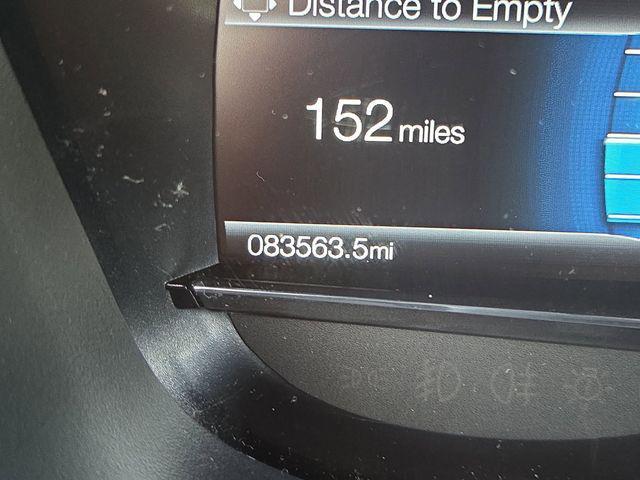 Distance to Empty
152 miles
083563.5mi